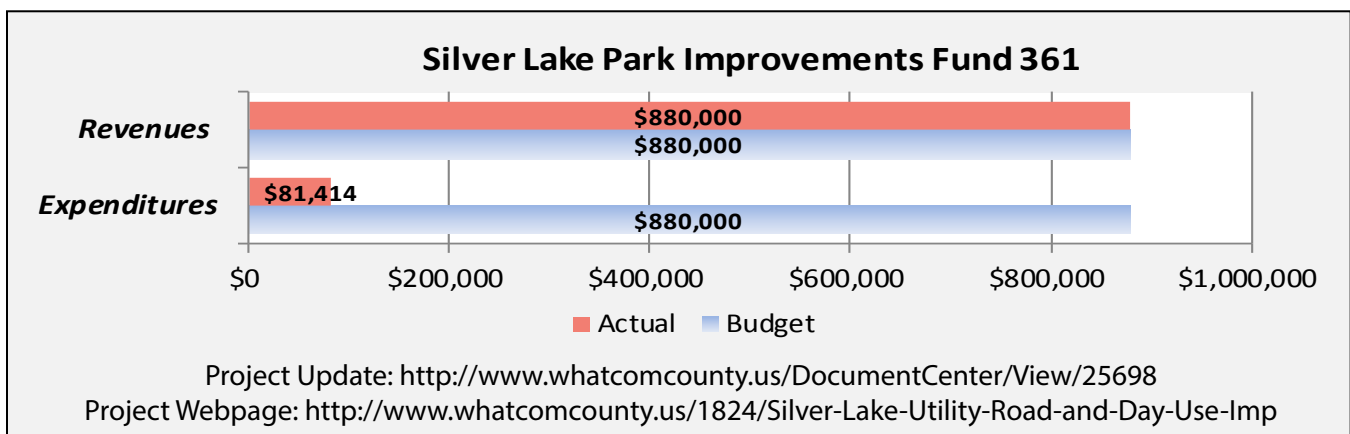 Silver Lake Park Improvements Fund 361
Revenues
$880,000
$880,000
Expenditures
$81,414
$880,000
$0 $200,000 $400,000 $600,000 $800,000 $1,000,000
Actual Budget
Project Update: http://www.whatcomcounty.us/DocumentCenter/View/25698
Project Webpage: http://www.whatcomcounty.us/1824/Silver-Lake-Utility-Road-and-Day-Use-Imp